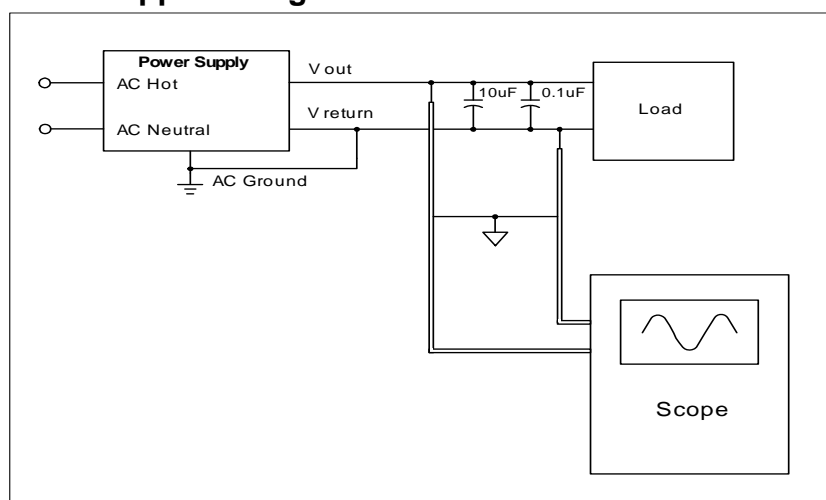 Power Supply
AC Hot
V out
10uF
0.1uF
Load
V return
AC Neutral
AC Ground
Scope